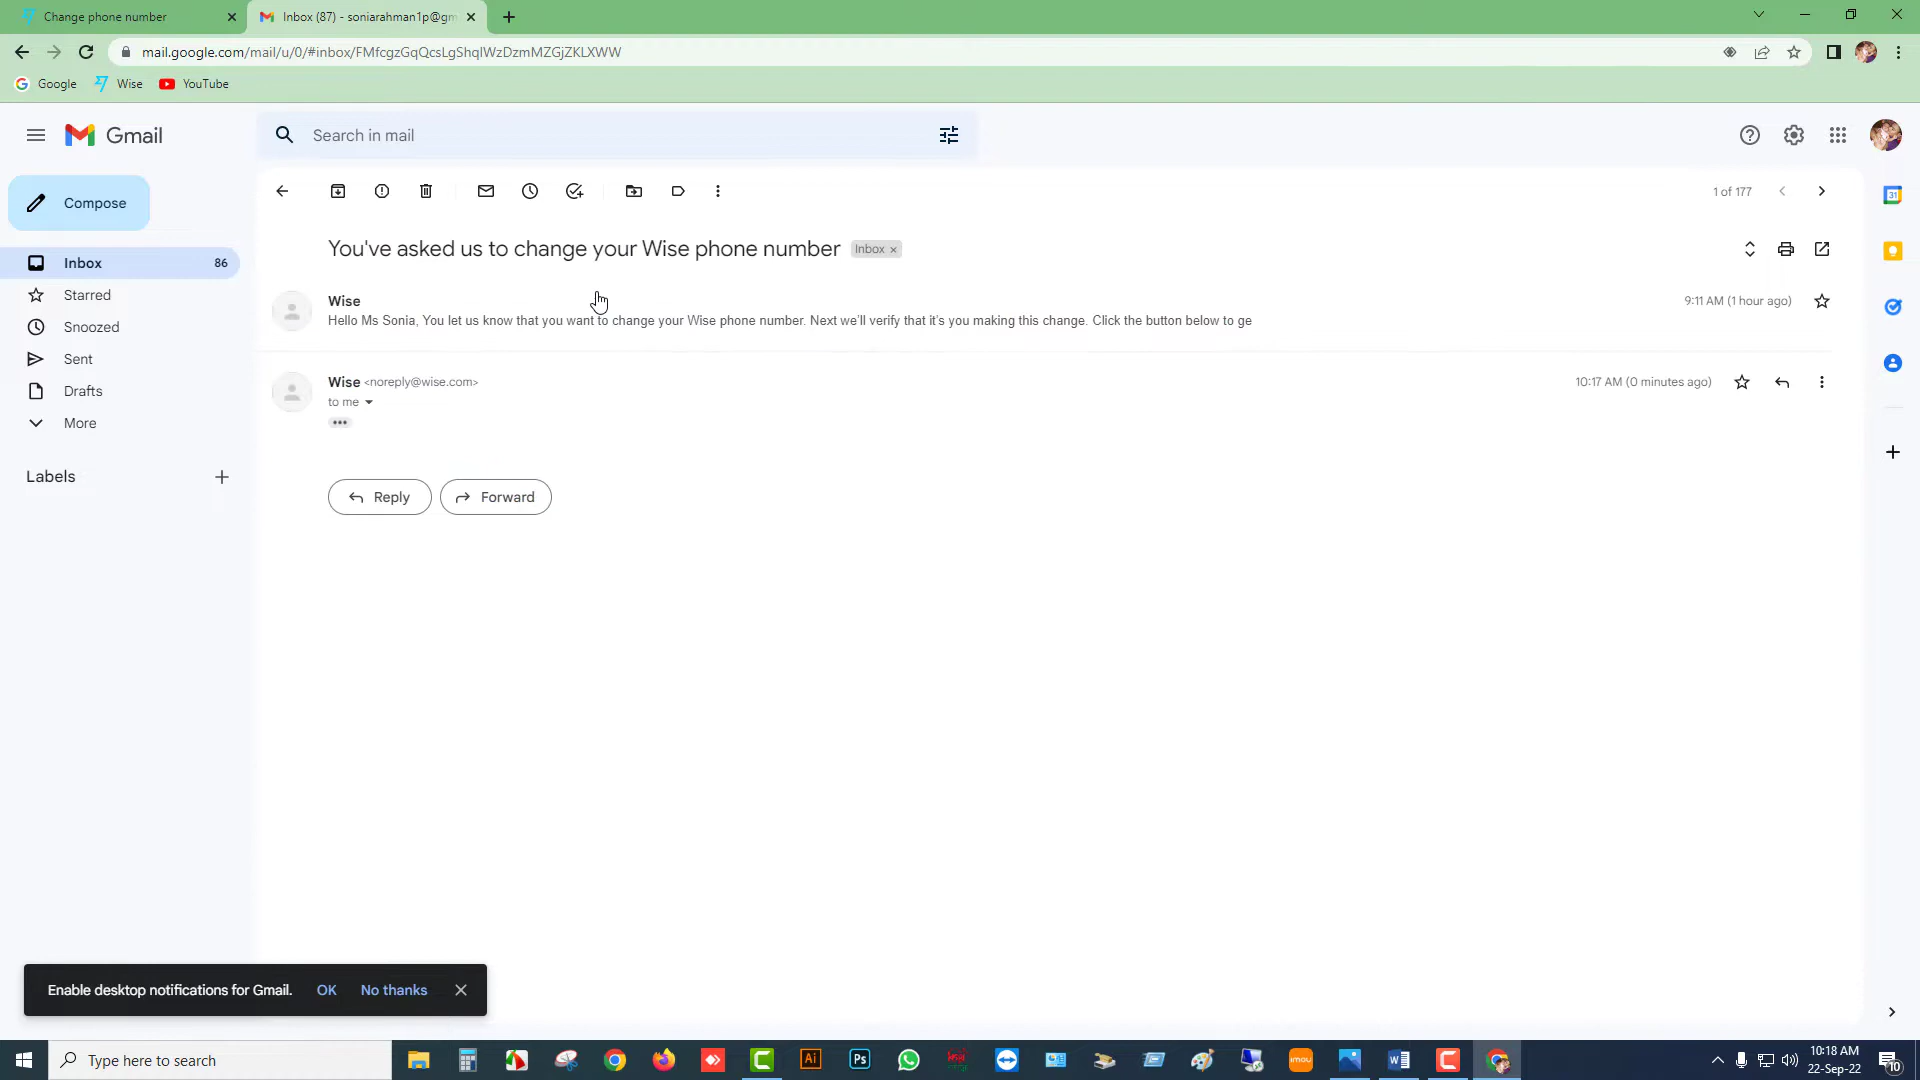 Change phone number
Inbox (87) - soniarahman1p@gm
mail.google.com/mail/u/0/#inbox/FMfcgzGqQcsLgShqlWzDzmMZGjZKLXWW
Google
Wise
YouTube
Gmail
Search in mail
Compose
1 of 177
Inbox 86
Starred
Snoozed
Sent
Drafts
More
Labels
You've asked us to change your Wise phone number
Inbox ×
Wise
9:11 AM (1 hour ago)
Hello Ms Sonia, You let us know that you want to change your Wise phone number. Next we'll verify that it's you making this change. Click the button below to ge
Wise <noreply@wise.com>
10:17 AM (0 minutes ago)
to me
Reply
Forward
31
Enable desktop notifications for Gmail. OK No thanks
Type here to search
Ai
Ps
imou
10:18 AM
22-Sep-22
10